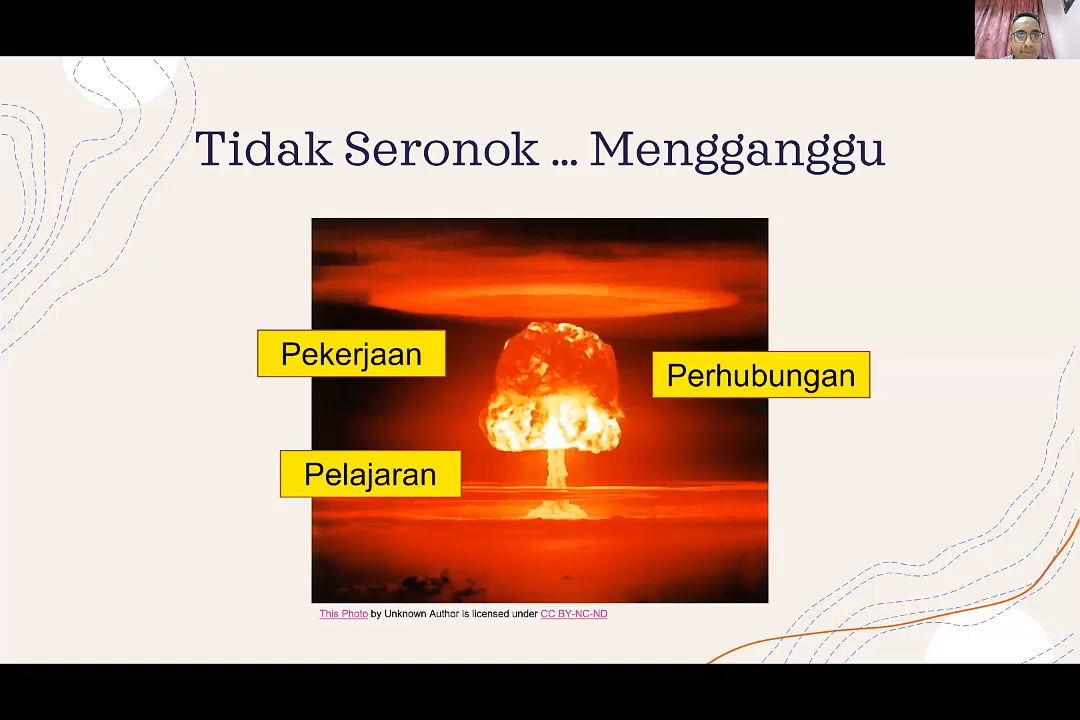 Tidak Seronok ... Mengganggu
Pekerjaan
Perhubungan
Pelajaran
This Photo by Unknown Author is licensed under CC BY-NC-ND